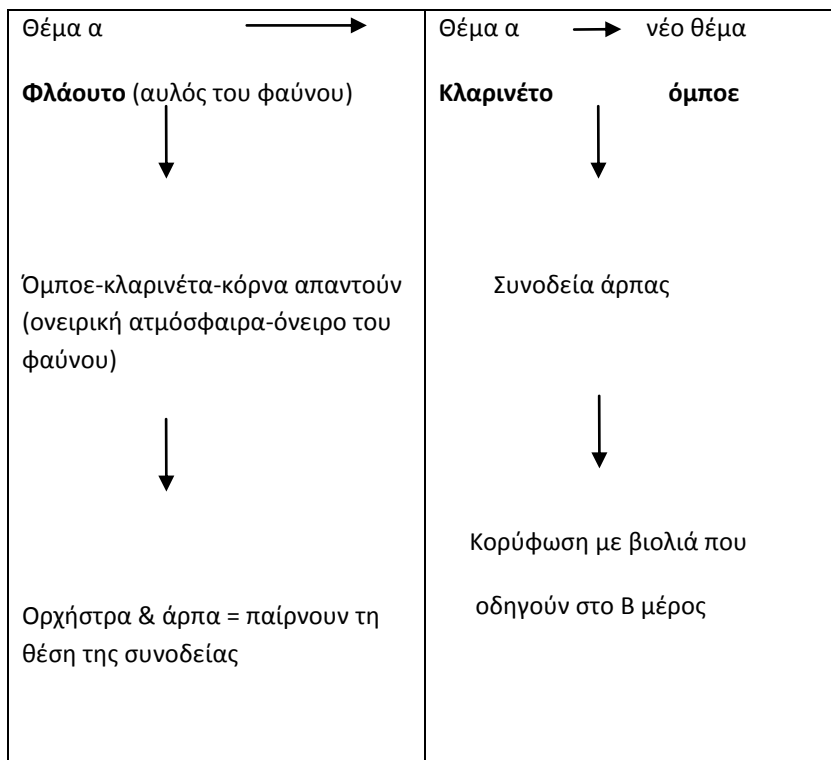 Θέμα α
Φλάουτο (αυλός του φαύνου)
Όμποε-κλαρινέτα-κόρνα απαντούν
(ονειρική ατμόσφαιρα-όνειρο του
φαύνου)
Ορχήστρα & άρπα = παίρνουν τη
θέση της συνοδείας
Θέμα α νέο θέμα
Κλαρινέτο όμποε
Συνοδεία άρπας
Κορύφωση με βιολιά που
οδηγούν στο Β μέρος